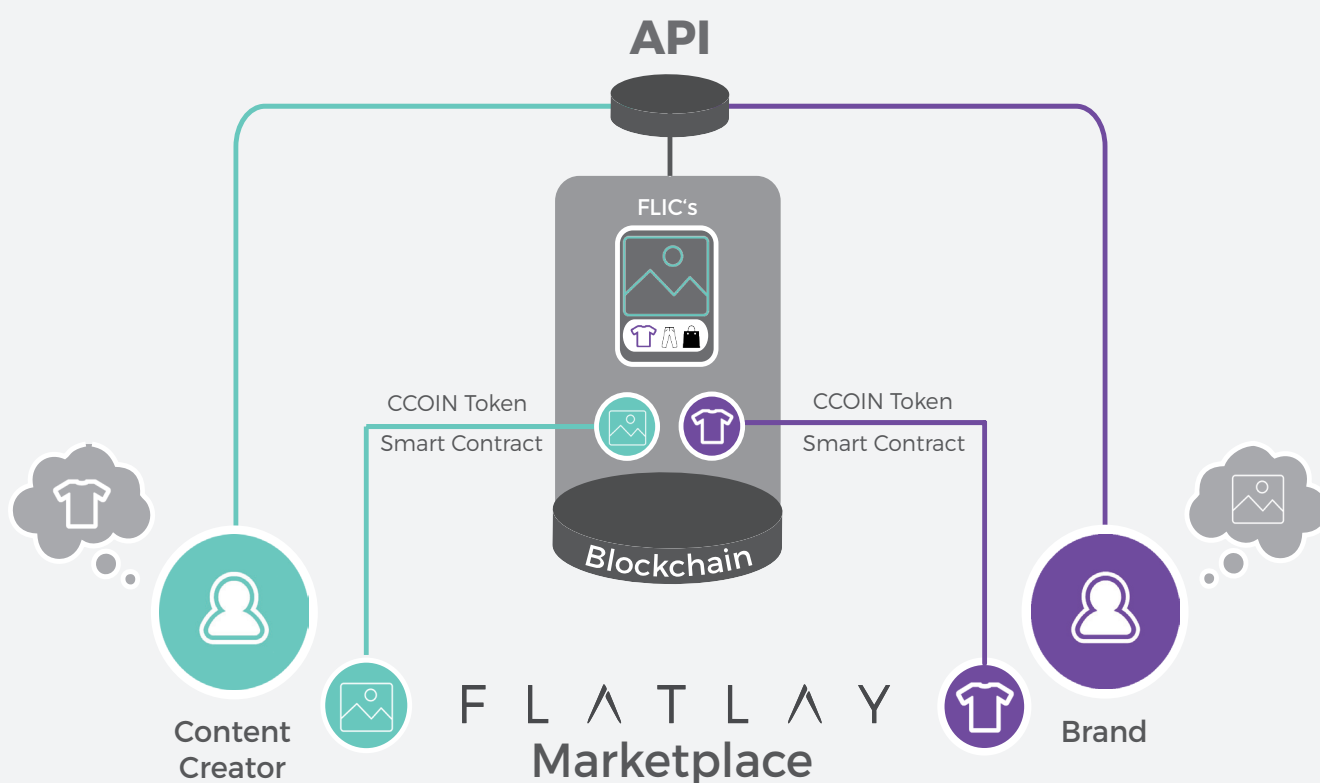 API
FLIC's
CCOIN Token
Smart Contract
CCOIN Token
Smart Contract
Blockchain
Content
Creator
FLATLAY
Marketplace
Brand